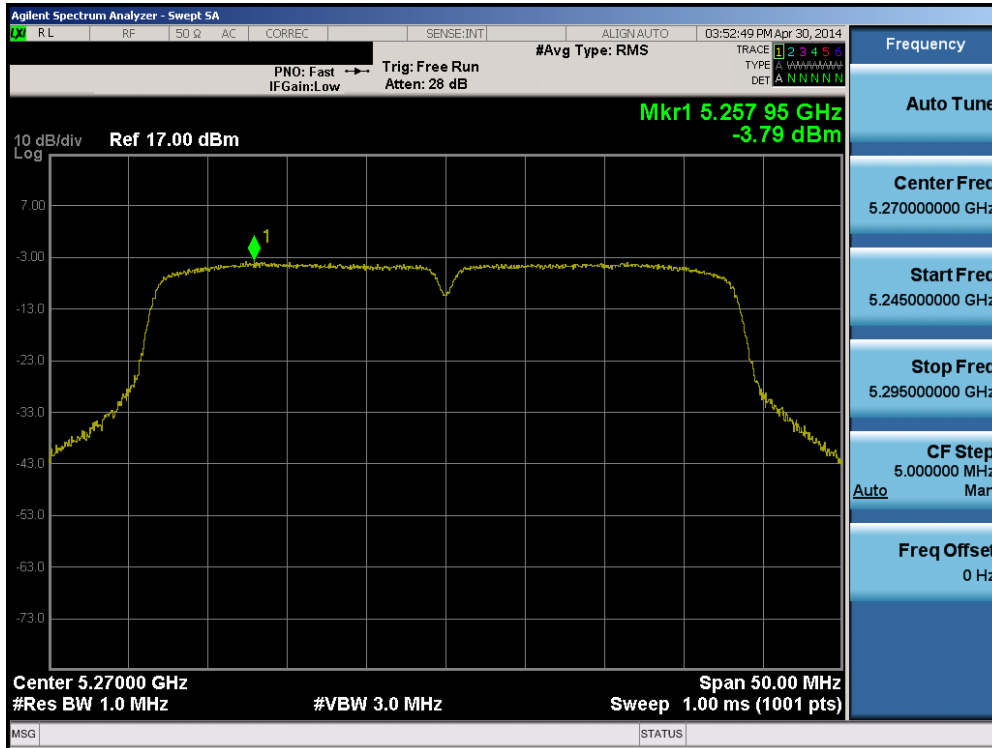 Agilent Spectrum Analyzer - Swept SA
LXI RL RF 50 Ω AC CORREC SENSE:INT ALIGN AUTO 03:52:49 PM Apr 30, 2014
#Avg Type: RMS TRACE 1 2 3 4 5 6
PNO: Fast Trig: Free Run TYPE A
IFGain:Low Atten: 28 dB DET A N N N N N
Mkr1 5.257 95 GHz
-3.79 dBm
10 dB/div Ref 17.00 dBm
Log
7.00
1
-3.00
-13.0
-23.0
-33.0
-43.0
-53.0
-63.0
-73.0
Center 5.27000 GHz Span 50.00 MHz
#Res BW 1.0 MHz #VBW 3.0 MHz Sweep 1.00 ms (1001 pts)
MSG STATUS
Frequency
Auto Tune
Center Freq
5.270000000 GHz
Start Freq
5.245000000 GHz
Stop Freq
5.295000000 GHz
CF Step
5.000000 MHz
Auto Man
Freq Offset
0 Hz